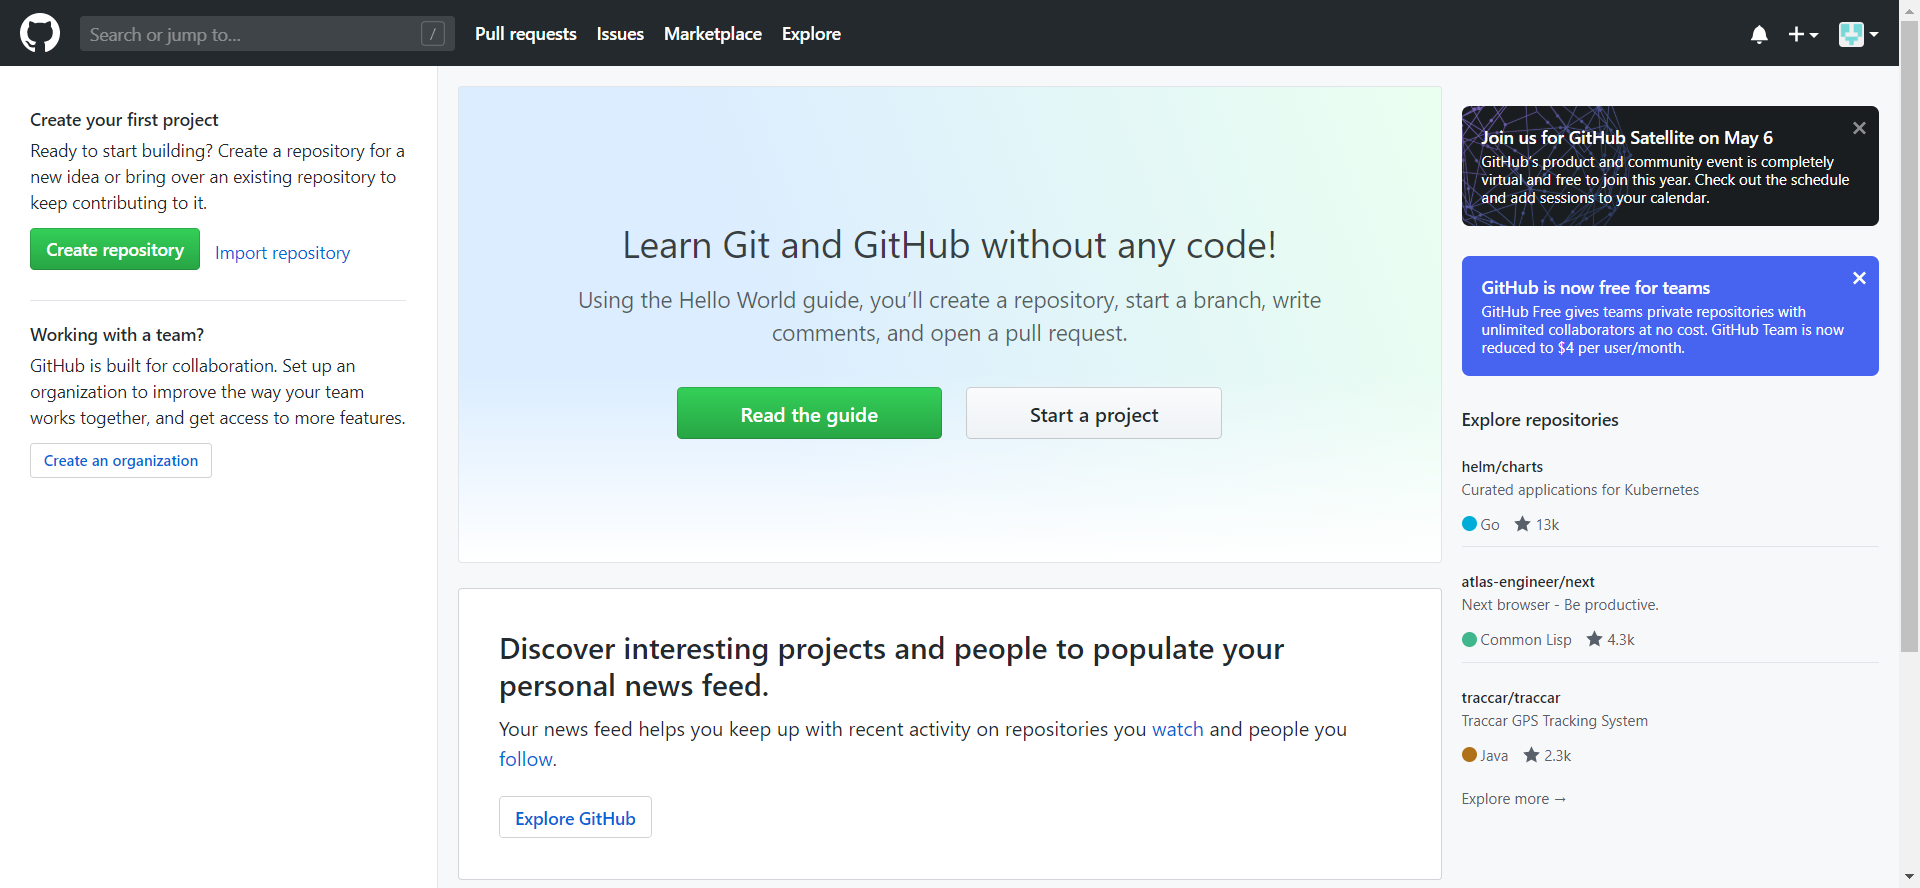 Search or jump to...
/
Pull requests
Issues
Marketplace
Explore
Create your first project
Ready to start building? Create a repository for a
new idea or bring over an existing repository to
keep contributing to it.
Create repository
Import repository
Working with a team?
GitHub is built for collaboration. Set up an
organization to improve the way your team
works together, and get access to more features.
Create an organization
Learn Git and GitHub without any code!
Using the Hello World guide, you’ll create a repository, start a branch, write
comments, and open a pull request.
Read the guide
Start a project
Discover interesting projects and people to populate your
personal news feed.
Your news feed helps you keep up with recent activity on repositories you watch and people you
follow.
Explore GitHub
Join us for GitHub Satellite on May 6
GitHub’s product and community event is completely
virtual and free to join this year. Check out the schedule
and add sessions to your calendar.
GitHub is now free for teams
GitHub Free gives teams private repositories with
unlimited collaborators at no cost. GitHub Team is now
reduced to $4 per user/month.
Explore repositories
helm/charts
Curated applications for Kubernetes
Go 13k
atlas-engineer/next
Next browser - Be productive.
Common Lisp 4.3k
traccar/traccar
Traccar GPS Tracking System
Java 2.3k
Explore more →